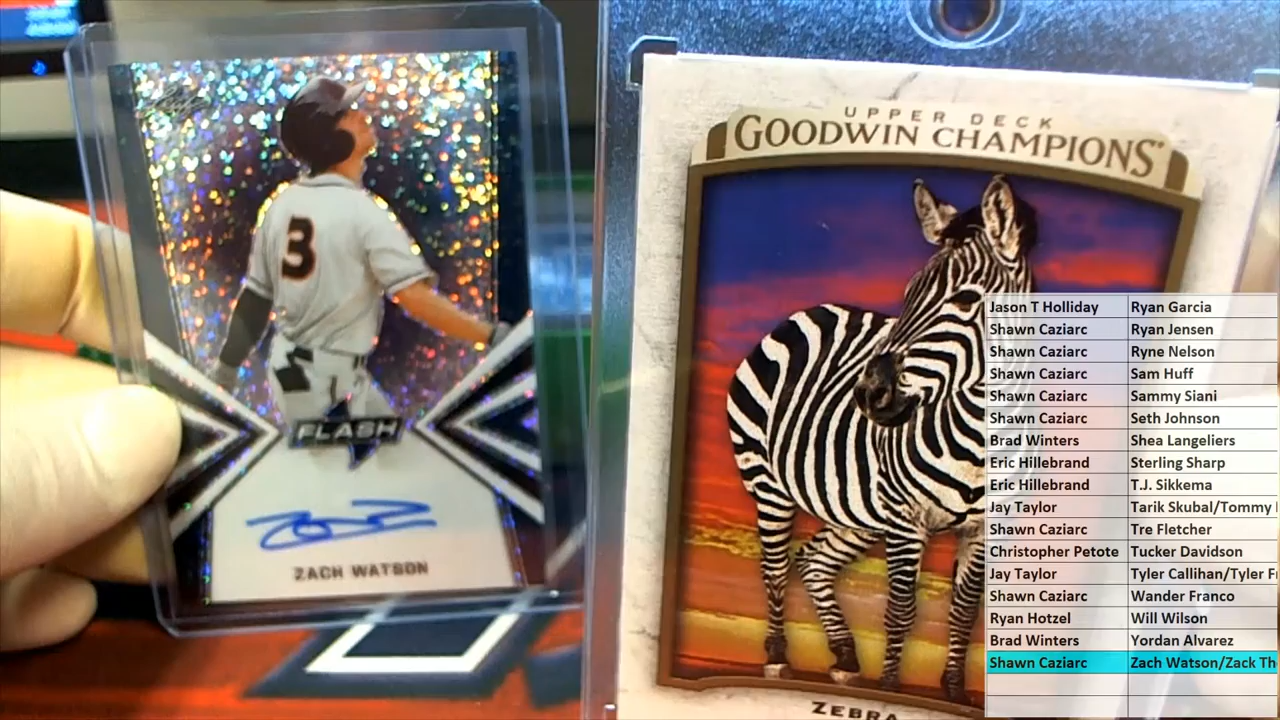 Leaf
3
FLASH
ZACH WATSON
UPPER DECK
GOODWIN CHAMPIONS®
ZEBRA
Jason T Holliday Ryan Garcia
Shawn Caziarc Ryan Jensen
Shawn Caziarc Ryne Nelson
Shawn Caziarc Sam Huff
Shawn Caziarc Sammy Siani
Shawn Caziarc Seth Johnson
Brad Winters Shea Langeliers
Eric Hillebrand Sterling Sharp
Eric Hillebrand T.J. Sikkema
Jay Taylor Tarik Skubal/Tommy
Shawn Caziarc Tre Fletcher
Christopher Petote Tucker Davidson
Jay Taylor Tyler Callihan/Tyler F
Shawn Caziarc Wander Franco
Ryan Hotzel Will Wilson
Brad Winters Yordan Alvarez
Shawn Caziarc Zach Watson/Zack Th